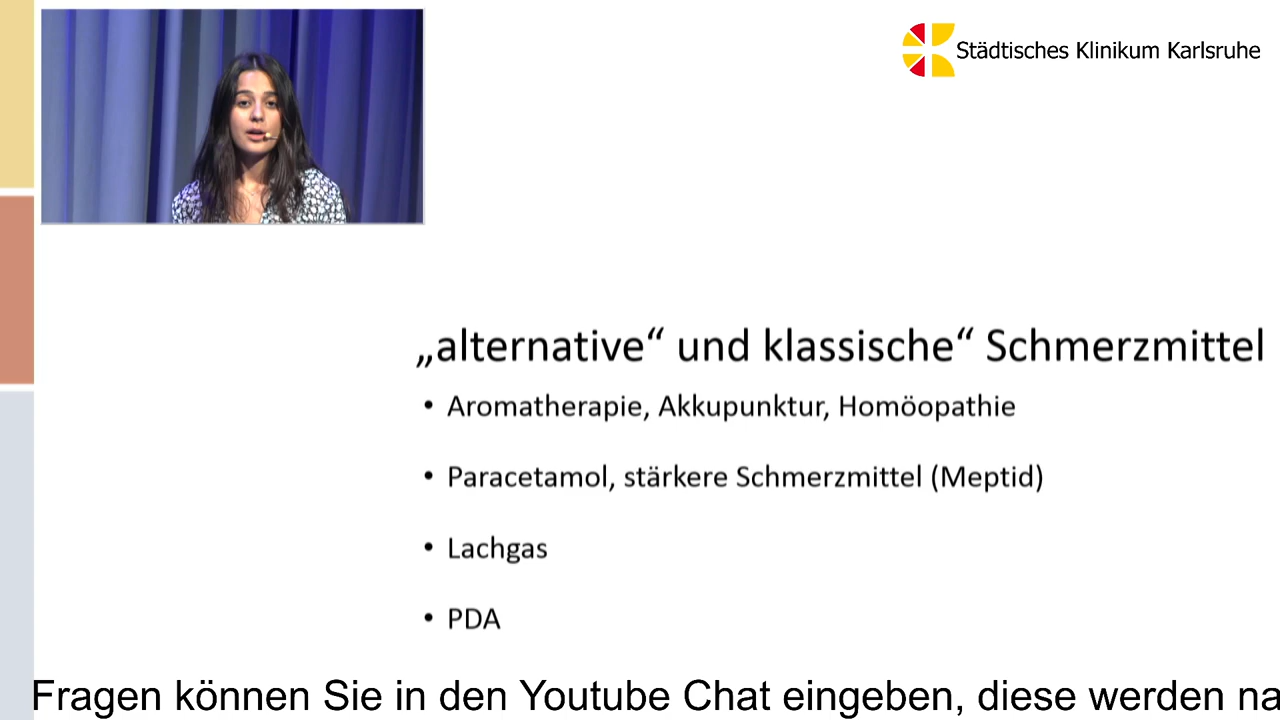 Städtisches Klinikum Karlsruhe
„alternative“ und klassische“ Schmerzmittel
• Aromatherapie, Akkupunktur, Homöopathie
• Paracetamol, stärkere Schmerzmittel (Meptid)
• Lachgas
• PDA
Fragen können Sie in den Youtube Chat eingeben, diese werden na